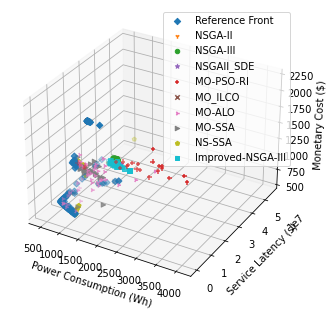 Reference Front
NSGA-II
NSGA-III
NSGAII_SDE
MO-PSO-RI
MO_ILCO
MO-ALO
MO-SSA
NS-SSA
Improved-NSGA-III
2250
2000
1750
1500
1250
1000
750
500
Monetary Cost ($)
500
1000
1500
2000
2500
3000
3500
4000
Power Consumption (Wh)
0
1
2
3
4
5
1e7
Service Latency (s)